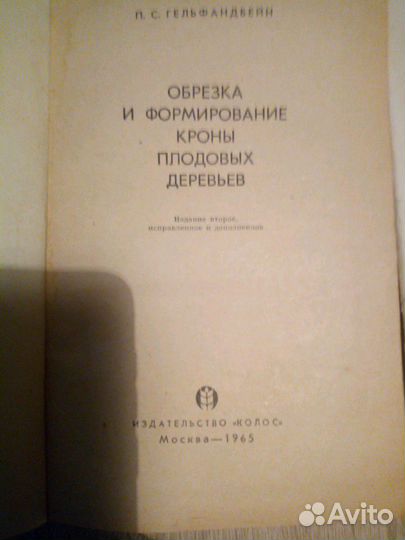 П. С. ГЕЛЬФАНДБЕЙН
ОБРЕЗКА
И ФОРМИРОВАНИЕ
КРОНЫ
ПЛОДОВЫХ
ДЕРЕВЬЕВ
Издание второе,
исправленное и дополненное
ИЗДАТЕЛЬСТВО «КОЛОС»
Москва—1965
Avito